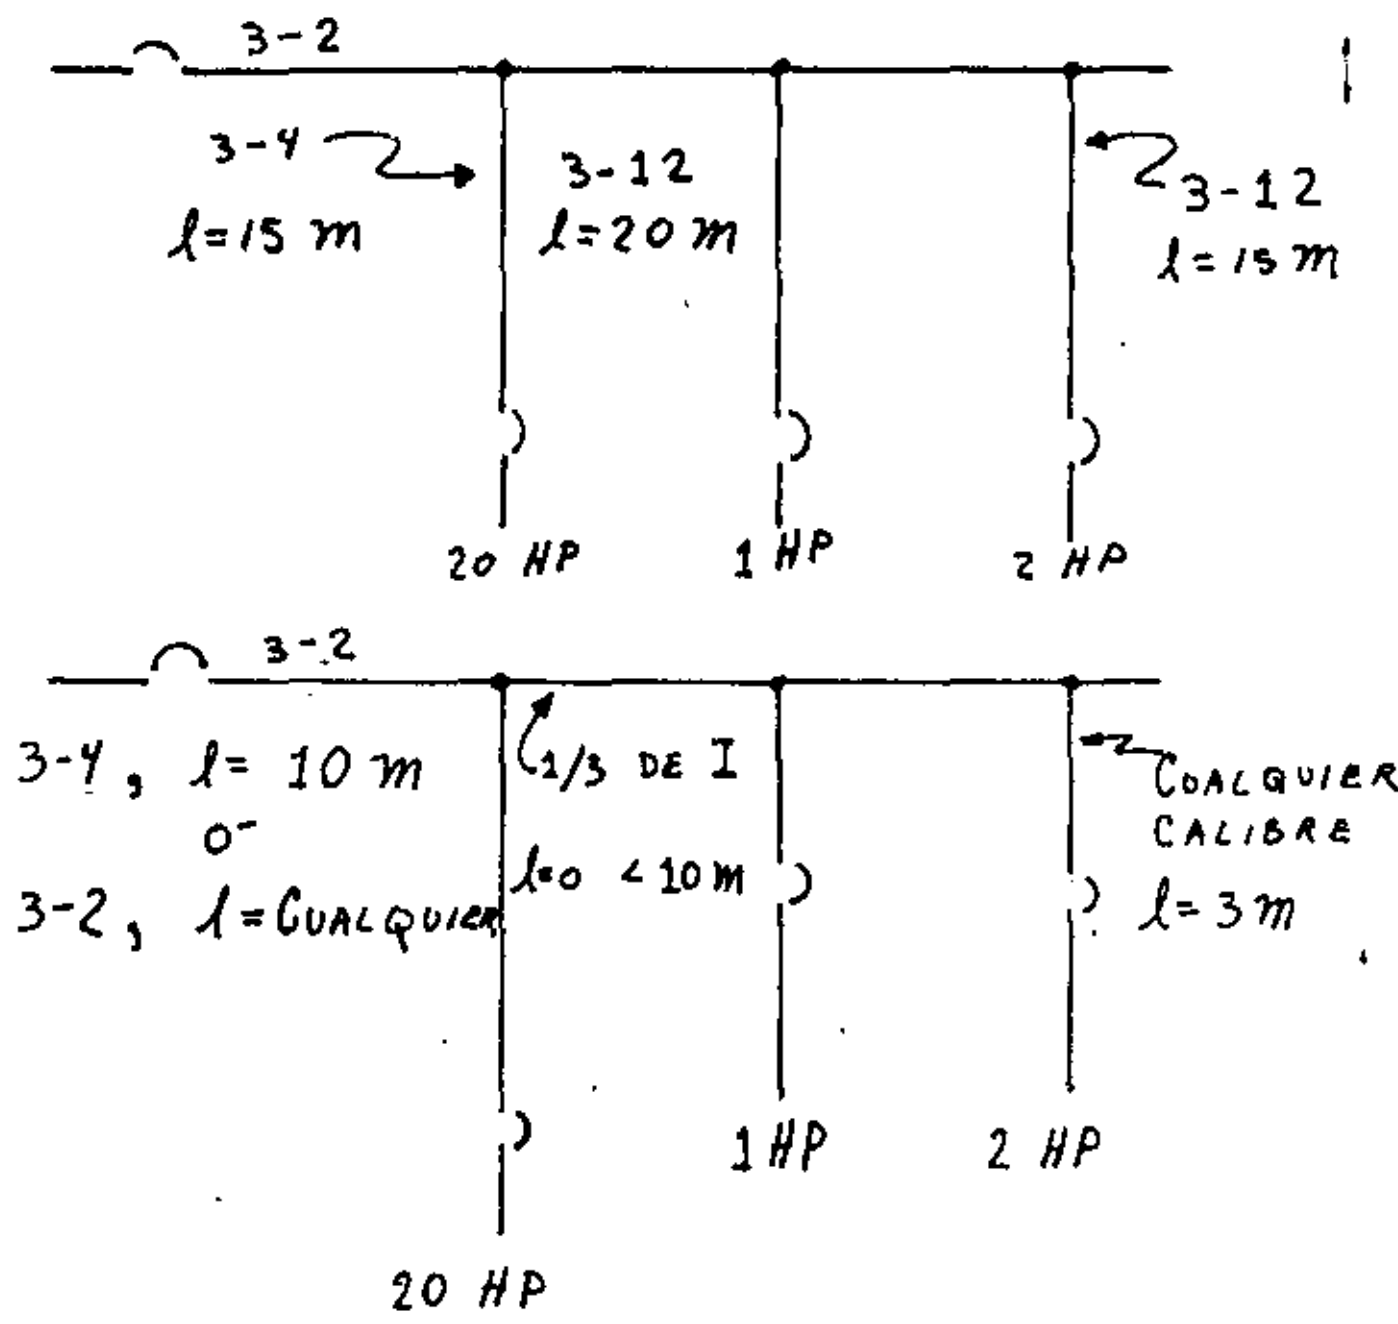 3-2
3-4
l=15 m
3-12
l=20 m
3-12
l=15 m
20 HP
1 HP
2 HP
3-2
3-4, l= 10 m
o
3-2, l=CUALQUIER
1/3 DE I
l=0 < 10 m
COALQUIER
CALIBRE
l=3 m
1 HP
2 HP
20 HP